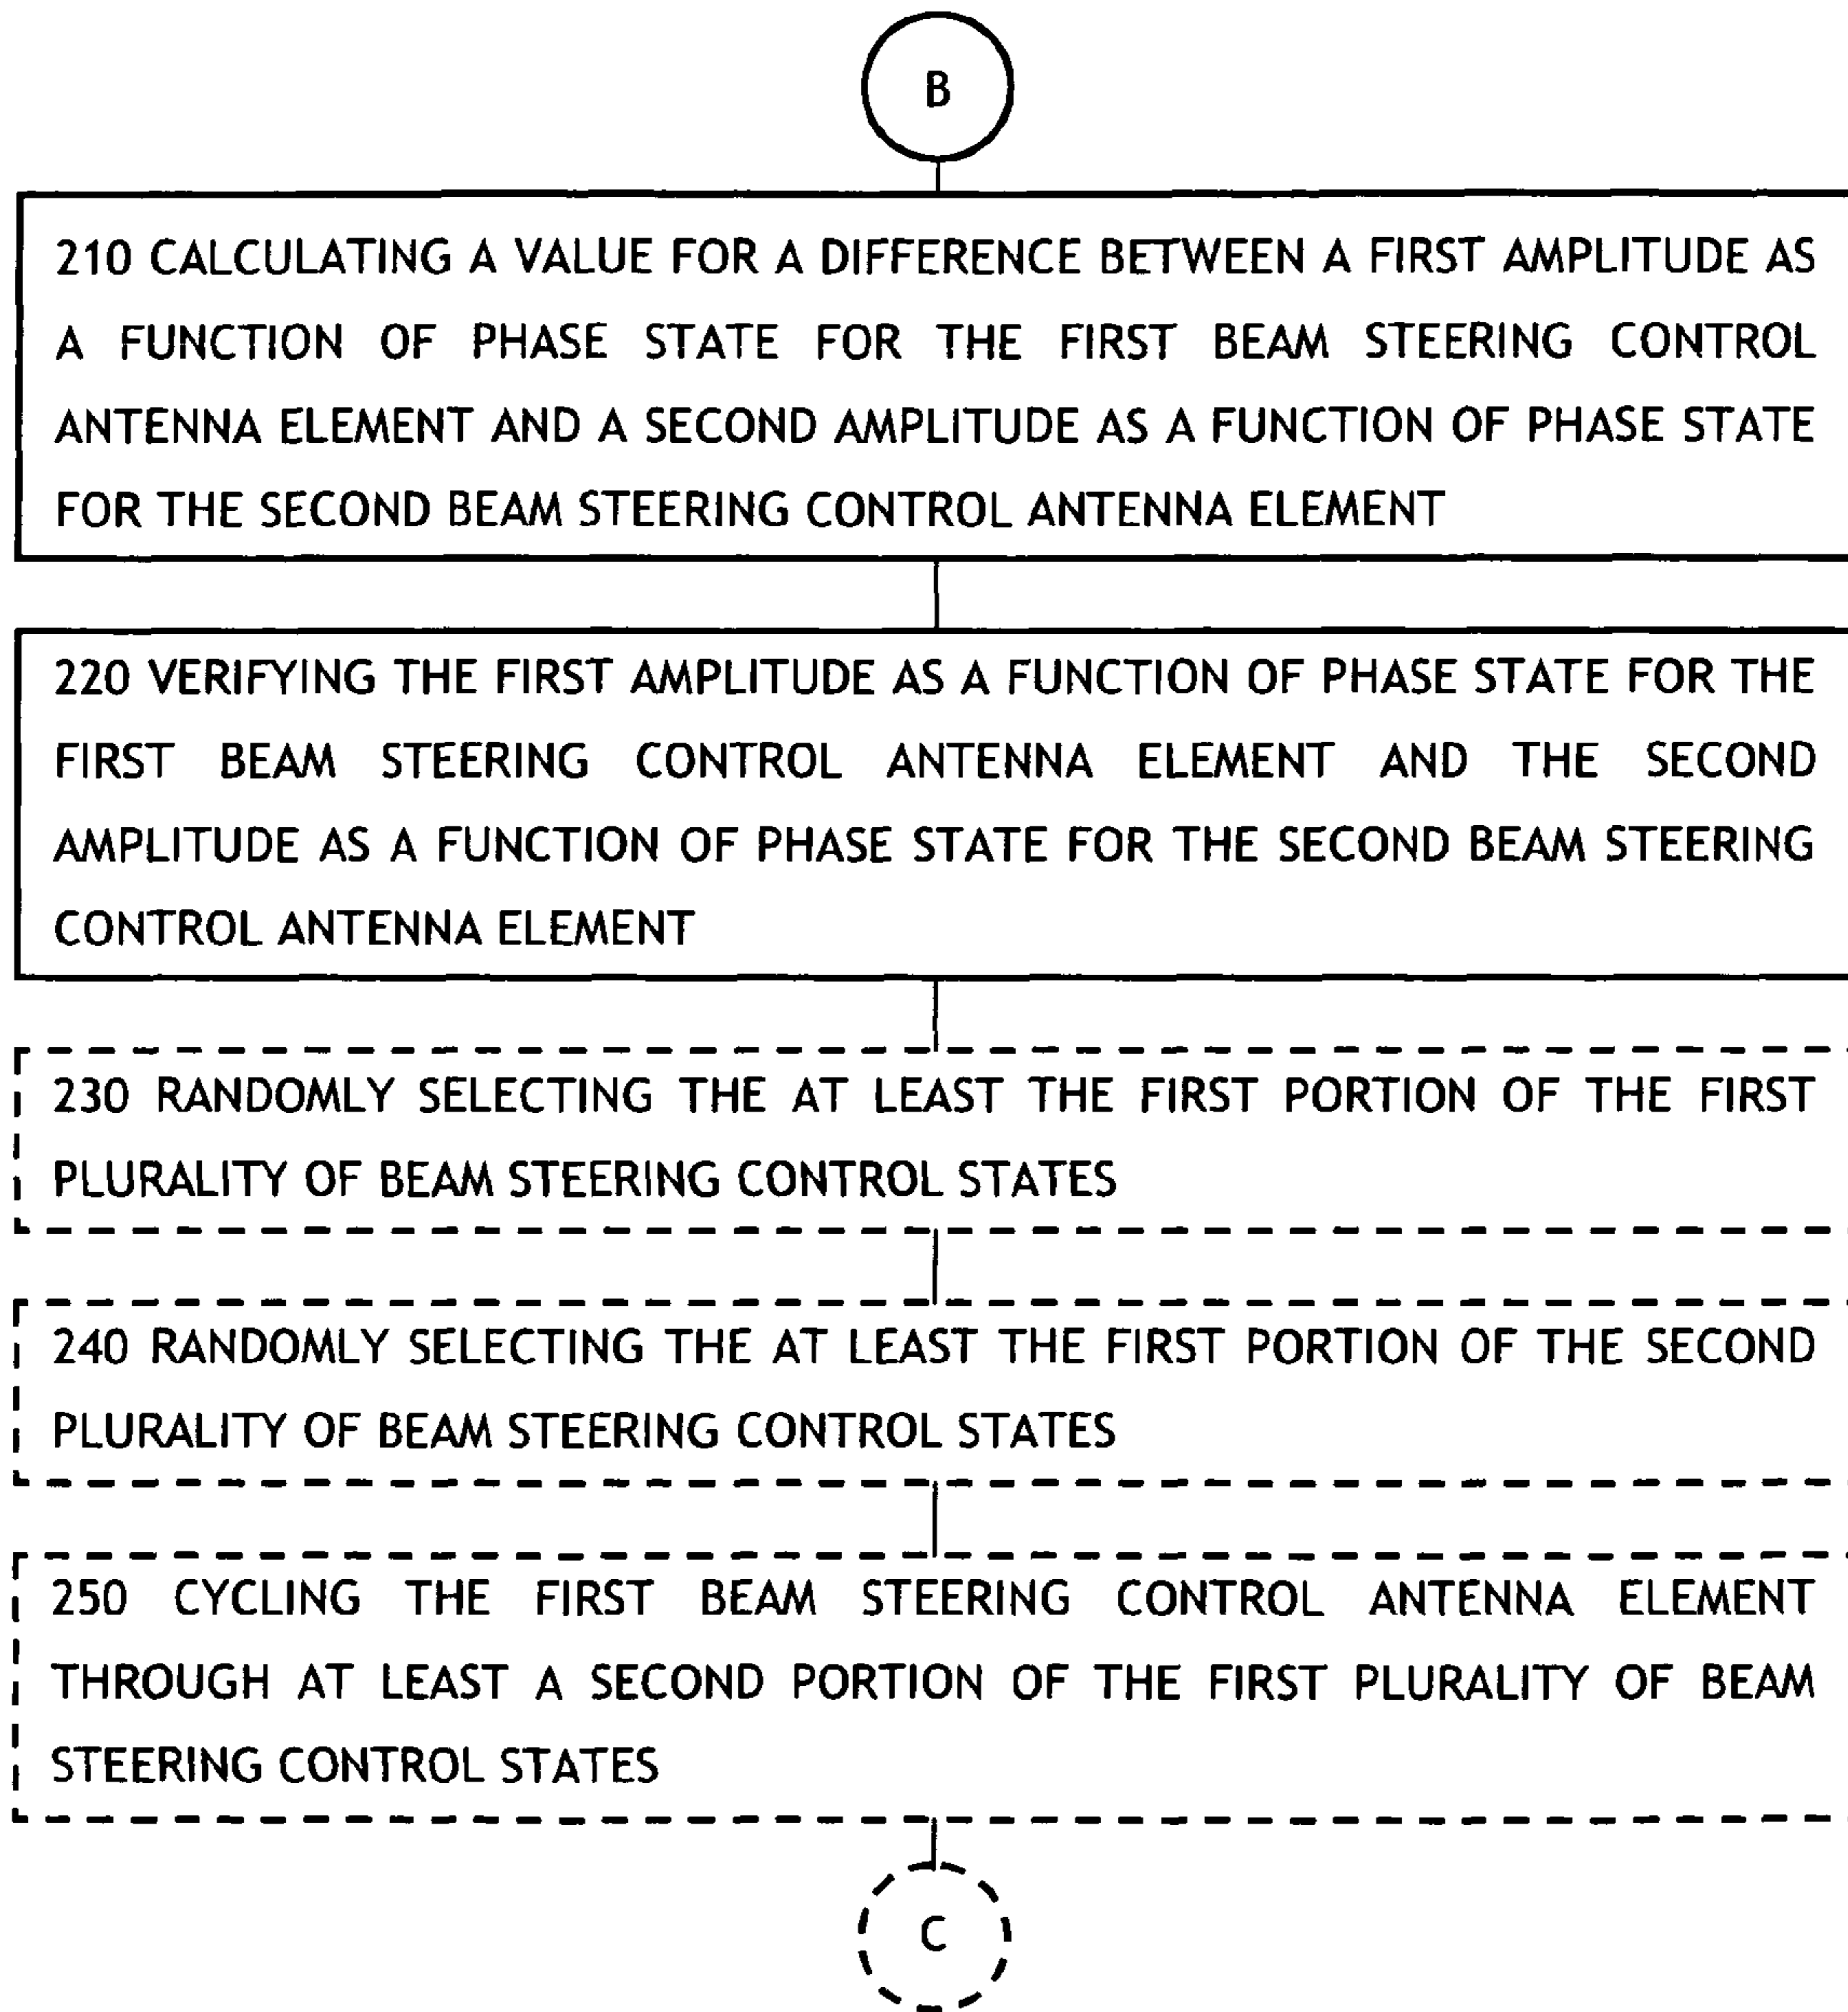 B
210 CALCULATING A VALUE FOR A DIFFERENCE BETWEEN A FIRST AMPLITUDE AS
A FUNCTION OF PHASE STATE FOR THE FIRST BEAM STEERING CONTROL
ANTENNA ELEMENT AND A SECOND AMPLITUDE AS A FUNCTION OF PHASE STATE
FOR THE SECOND BEAM STEERING CONTROL ANTENNA ELEMENT
220 VERIFYING THE FIRST AMPLITUDE AS A FUNCTION OF PHASE STATE FOR THE
FIRST BEAM STEERING CONTROL ANTENNA ELEMENT AND THE SECOND
AMPLITUDE AS A FUNCTION OF PHASE STATE FOR THE SECOND BEAM STEERING
CONTROL ANTENNA ELEMENT
230 RANDOMLY SELECTING THE AT LEAST THE FIRST PORTION OF THE FIRST
PLURALITY OF BEAM STEERING CONTROL STATES
240 RANDOMLY SELECTING THE AT LEAST THE FIRST PORTION OF THE SECOND
PLURALITY OF BEAM STEERING CONTROL STATES
250 CYCLING THE FIRST BEAM STEERING CONTROL ANTENNA ELEMENT
THROUGH AT LEAST A SECOND PORTION OF THE FIRST PLURALITY OF BEAM
STEERING CONTROL STATES
C